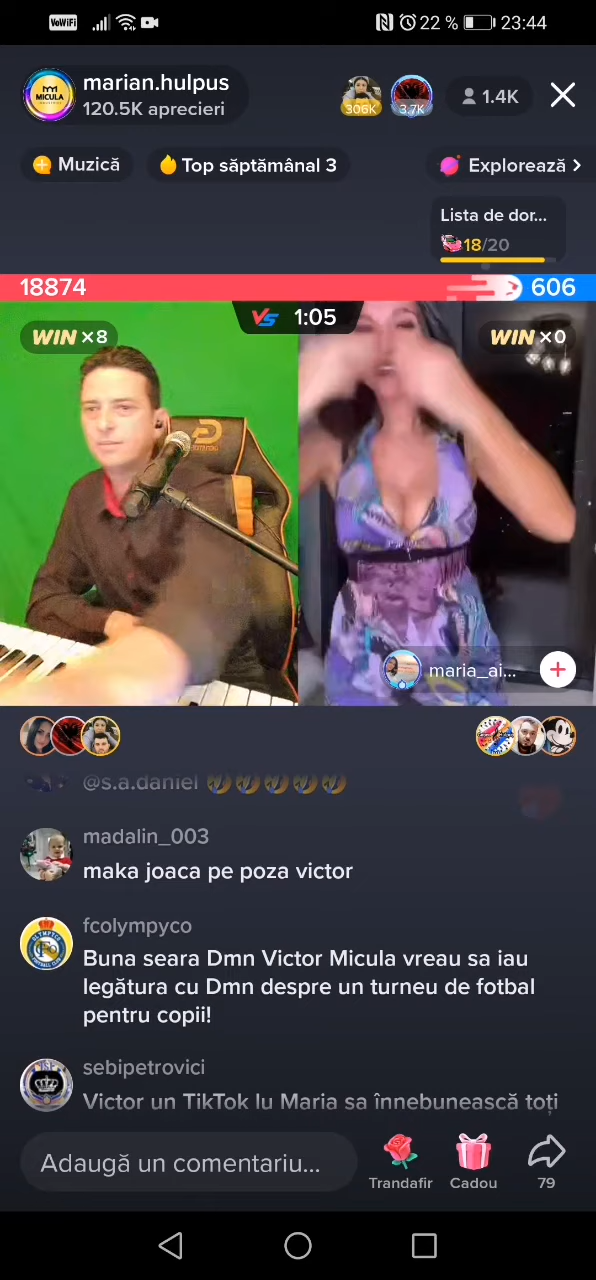 VoWiFi
22 %
23:44
MICULA
marian.hulpus
120.5K aprecieri
306K
3.7K
1.4K
Muzică
Top săptămânal 3
Explorează
Lista de dor...
18/20
18874
606
VS 1:05
WIN ×8
WIN ×0
maria_ai...
@s.a.daniel
madalin_003
maka joaca pe poza victor
fcolympyco
Buna seara Dmn Victor Micula vreau sa iau
legătura cu Dmn despre un turneu de fotbal
pentru copii!
sebipetrovici
Victor un TikTok lu Maria sa înnebunească toți
Adaugă un comentariu...
Trandafir
Cadou
79